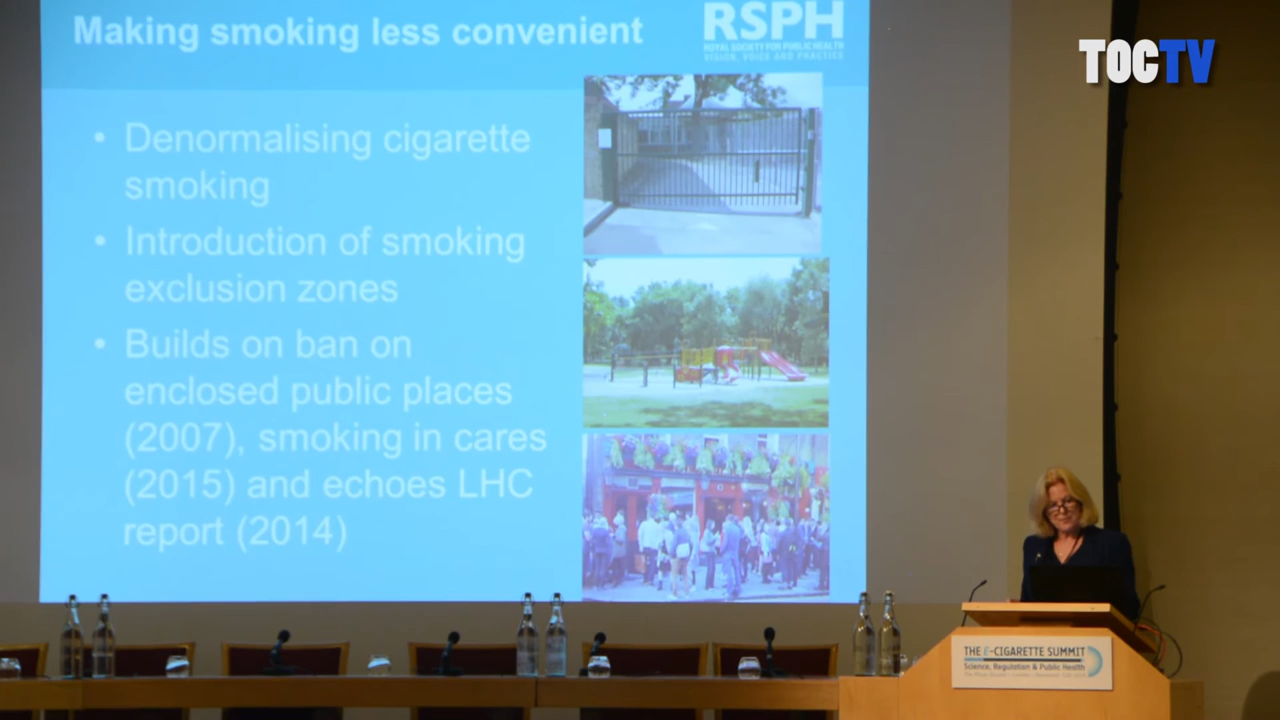 Making smoking less convenient
RSPH
ROYAL SOCIETY FOR PUBLIC HEALTH
VISION, VOICE AND PRACTICE
TOCTV
• Denormalising cigarette
smoking
• Introduction of smoking
exclusion zones
• Builds on ban on
enclosed public places
(2007), smoking in cares
(2015) and echoes LHC
report (2014)
THE E-CIGARETTE SUMMIT
Science, Regulation & Public Health